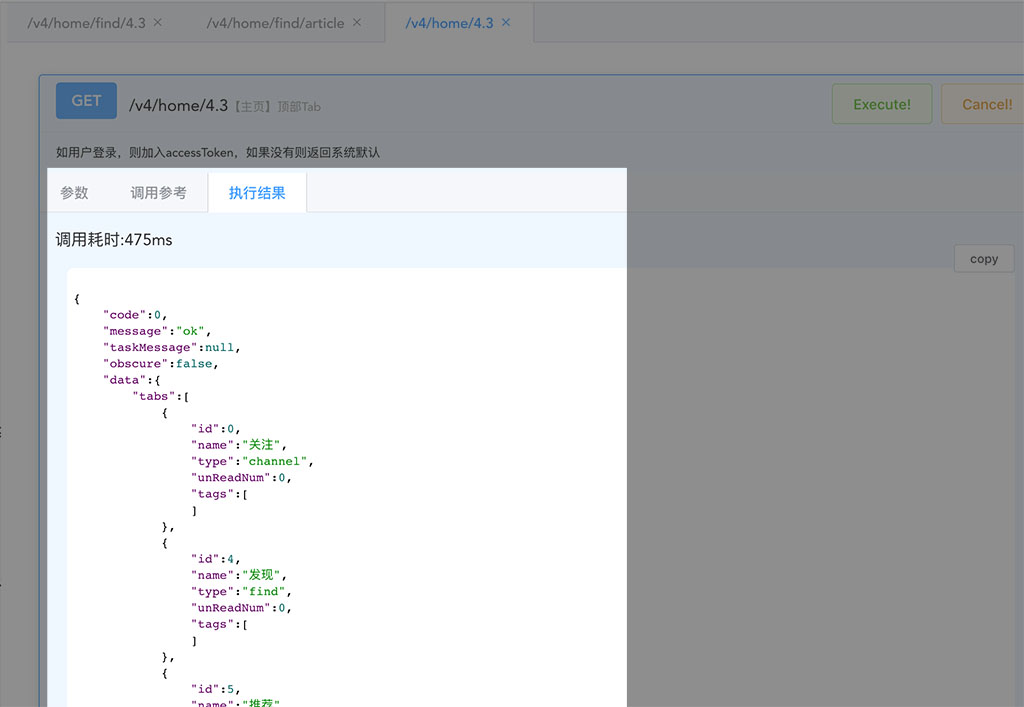 /v4/home/find/4.3 × /v4/home/find/article × /v4/home/4.3 ×
GET /v4/home/4.3【主页】顶部Tab Execute! Cancel!
如用户登录，则加入accessToken，如果没有则返回系统默认
参数 调用参考 执行结果
调用耗时:475ms
copy
{
"code":0,
"message":"ok",
"taskMessage":null,
"obscure":false,
"data":{
"tabs":[
{
"id":0,
"name":"关注",
"type":"channel",
"unReadNum":0,
"tags":[
]
},
{
"id":4,
"name":"发现",
"type":"find",
"unReadNum":0,
"tags":[
]
},
{
"id":5,
"name":"推荐"